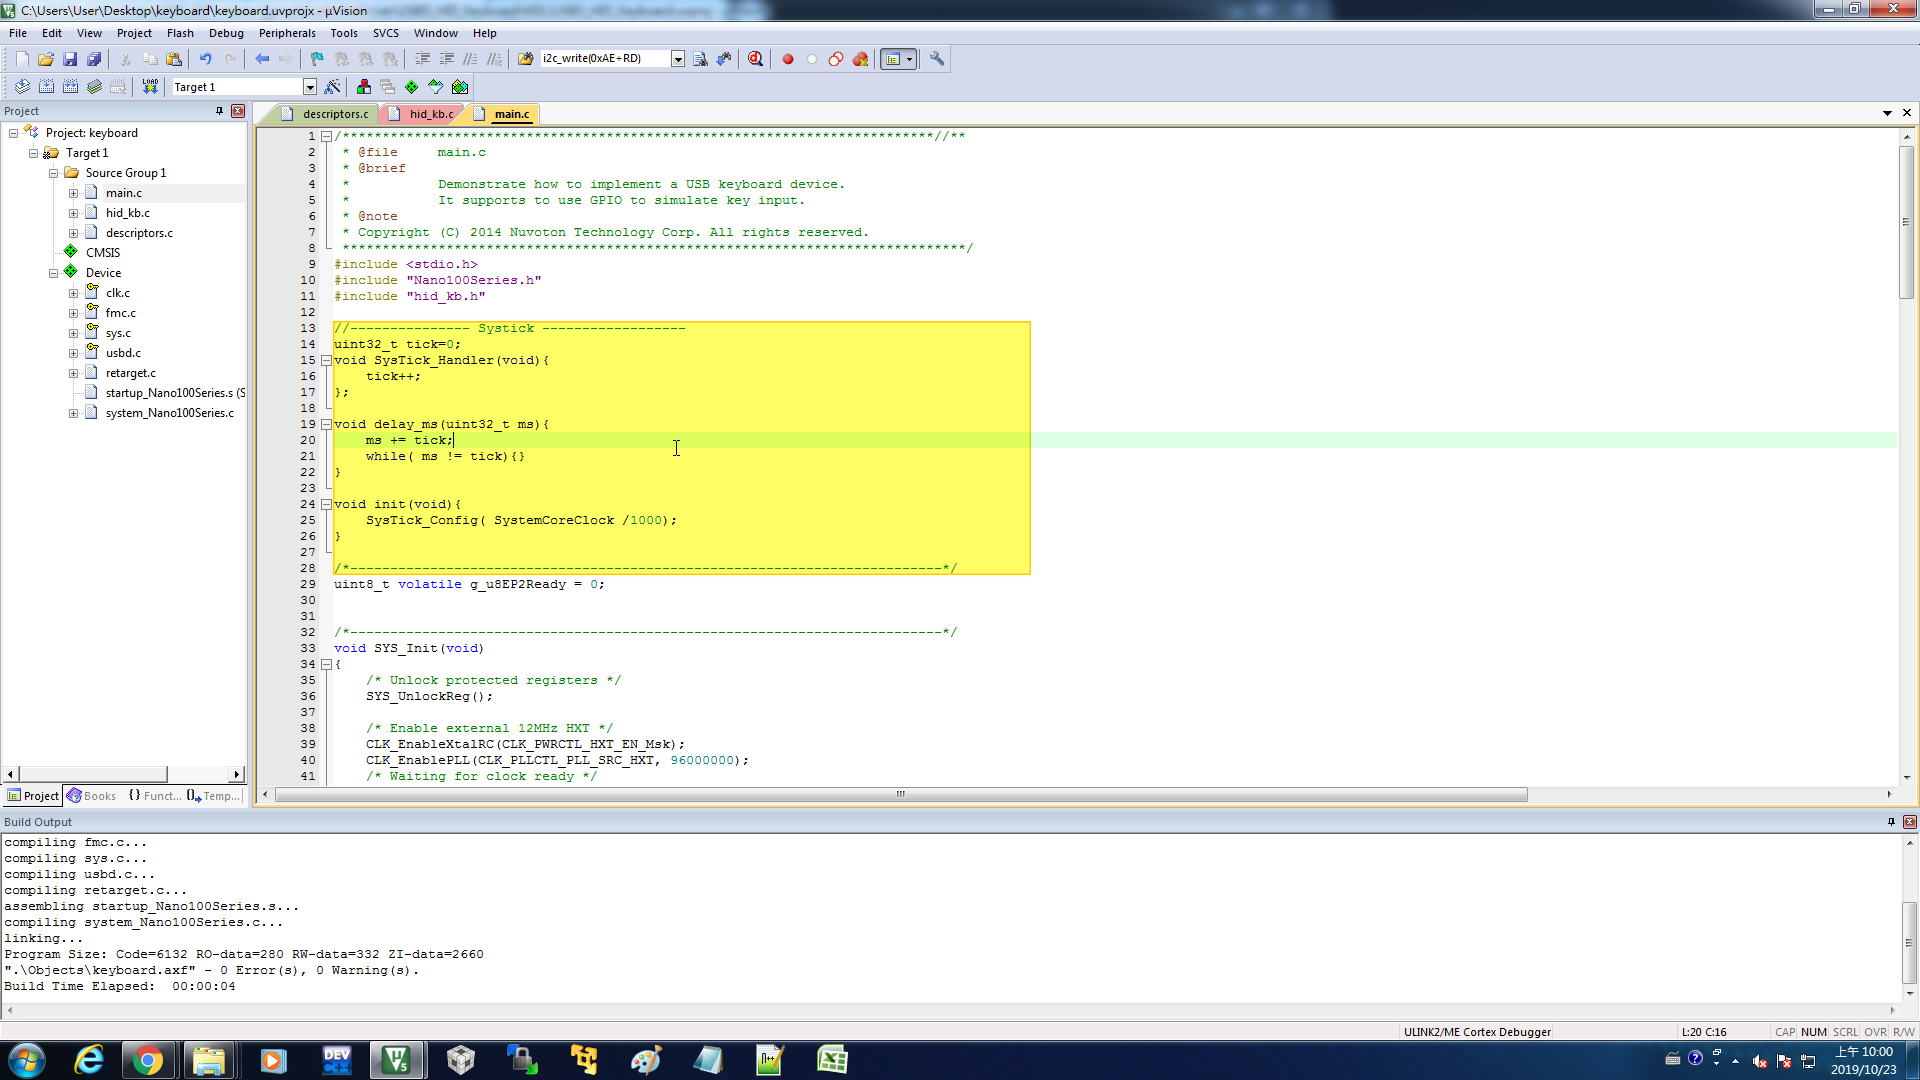 C:\Users\User\Desktop\keyboard\keyboard.uvprojx - µVision
File Edit View Project Flash Debug Peripherals Tools SVCS Window Help
i2c_write(0xAE+RD)
LOAD Target 1
Project
Project: keyboard
Target 1
Source Group 1
main.c
hid_kb.c
descriptors.c
CMSIS
Device
clk.c
fmc.c
sys.c
usbd.c
retarget.c
startup_Nano100Series.s (S
system_Nano100Series.c
Project Books {} Funct... Temp...
descriptors.c hid_kb.c main.c
1 /**************************************************************************//**
2 * @file main.c
3 * @brief
4 * Demonstrate how to implement a USB keyboard device.
5 * It supports to use GPIO to simulate key input.
6 * @note
7 * Copyright (C) 2014 Nuvoton Technology Corp. All rights reserved.
8 ******************************************************************************/
9 #include <stdio.h>
10 #include "Nano100Series.h"
11 #include "hid_kb.h"
12
13 //--------------- Systick ------------------
14 uint32_t tick=0;
15 void SysTick_Handler(void){
16 tick++;
17 };
18
19 void delay_ms(uint32_t ms){
20 ms += tick;
21 while( ms != tick){}
22 }
23
24 void init(void){
25 SysTick_Config( SystemCoreClock /1000);
26 }
27
28 /*--------------------------------------------------------------------------*/
29 uint8_t volatile g_u8EP2Ready = 0;
30
31
32 /*--------------------------------------------------------------------------*/
33 void SYS_Init(void)
34 {
35 /* Unlock protected registers */
36 SYS_UnlockReg();
37
38 /* Enable external 12MHz HXT */
39 CLK_EnableXtalRC(CLK_PWRCTL_HXT_EN_Msk);
40 CLK_EnablePLL(CLK_PLLCTL_PLL_SRC_HXT, 96000000);
41 /* Waiting for clock ready */
Build Output
compiling fmc.c...
compiling sys.c...
compiling usbd.c...
compiling retarget.c...
assembling startup_Nano100Series.s...
compiling system_Nano100Series.c...
linking...
Program Size: Code=6132 RO-data=280 RW-data=332 ZI-data=2660
".\Objects\keyboard.axf" - 0 Error(s), 0 Warning(s).
Build Time Elapsed: 00:00:04
ULINK2/ME Cortex Debugger L:20 C:16 CAP NUM SCRL OVR R/W
DEV
上午 10:00
2019/10/23